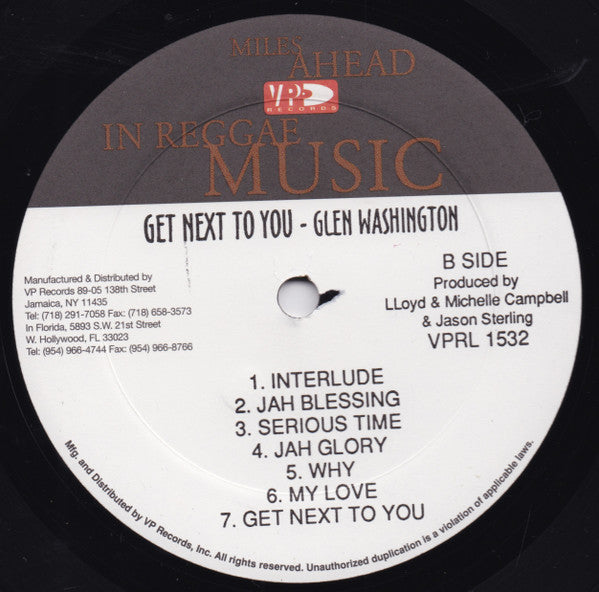 MILES
AHEAD
VP
RECORDS
IN REGGAE
MUSIC
GET NEXT TO YOU - GLEN WASHINGTON
Manufactured & Distributed by
VP Records 89-05 138th Street
Jamaica, NY 11435
Tel: (718) 291-7058 Fax: (718) 658-3573
In Florida, 5893 S.W. 21st Street
W. Hollywood, FL 33023
Tel: (954) 966-4744 Fax: (954) 966-8766
B SIDE
Produced by
LLoyd & Michelle Campbell
& Jason Sterling
VPRL 1532
1. INTERLUDE
2. JAH BLESSING
3. SERIOUS TIME
4. JAH GLORY
5. WHY
6. MY LOVE
7. GET NEXT TO YOU
Mfg. and Distributed by VP Records, Inc. All rights reserved. Unauthorized duplication is a violation of applicable laws.